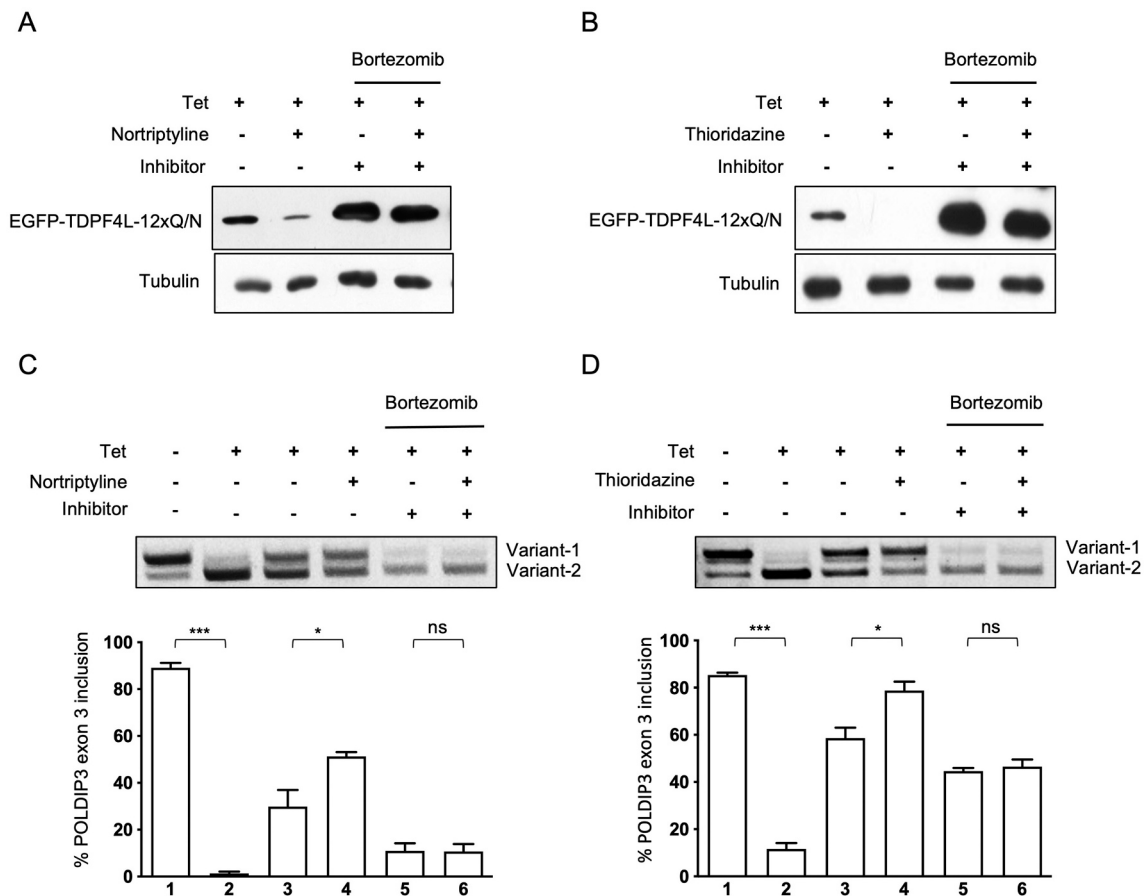 A
Bortezomib
Tet + + + +
Nortriptyline - + - +
Inhibitor - - + +
EGFP-TDPF4L-12xQ/N
Tubulin
B
Bortezomib
Tet + + + +
Thioridazine - + - +
Inhibitor - - + +
EGFP-TDPF4L-12xQ/N
Tubulin
C
Bortezomib
Tet - + + + + +
Nortriptyline - - - + - +
Inhibitor - - - - + +
Variant-1
Variant-2
% POLDIP3 exon 3 inclusion
100
80
60
40
20
0
*** * ns
1 2 3 4 5 6
D
Bortezomib
Tet - + + + + +
Thioridazine - - - + - +
Inhibitor - - - - + +
Variant-1
Variant-2
% POLDIP3 exon 3 inclusion
100
80
60
40
20
0
*** * ns
1 2 3 4 5 6